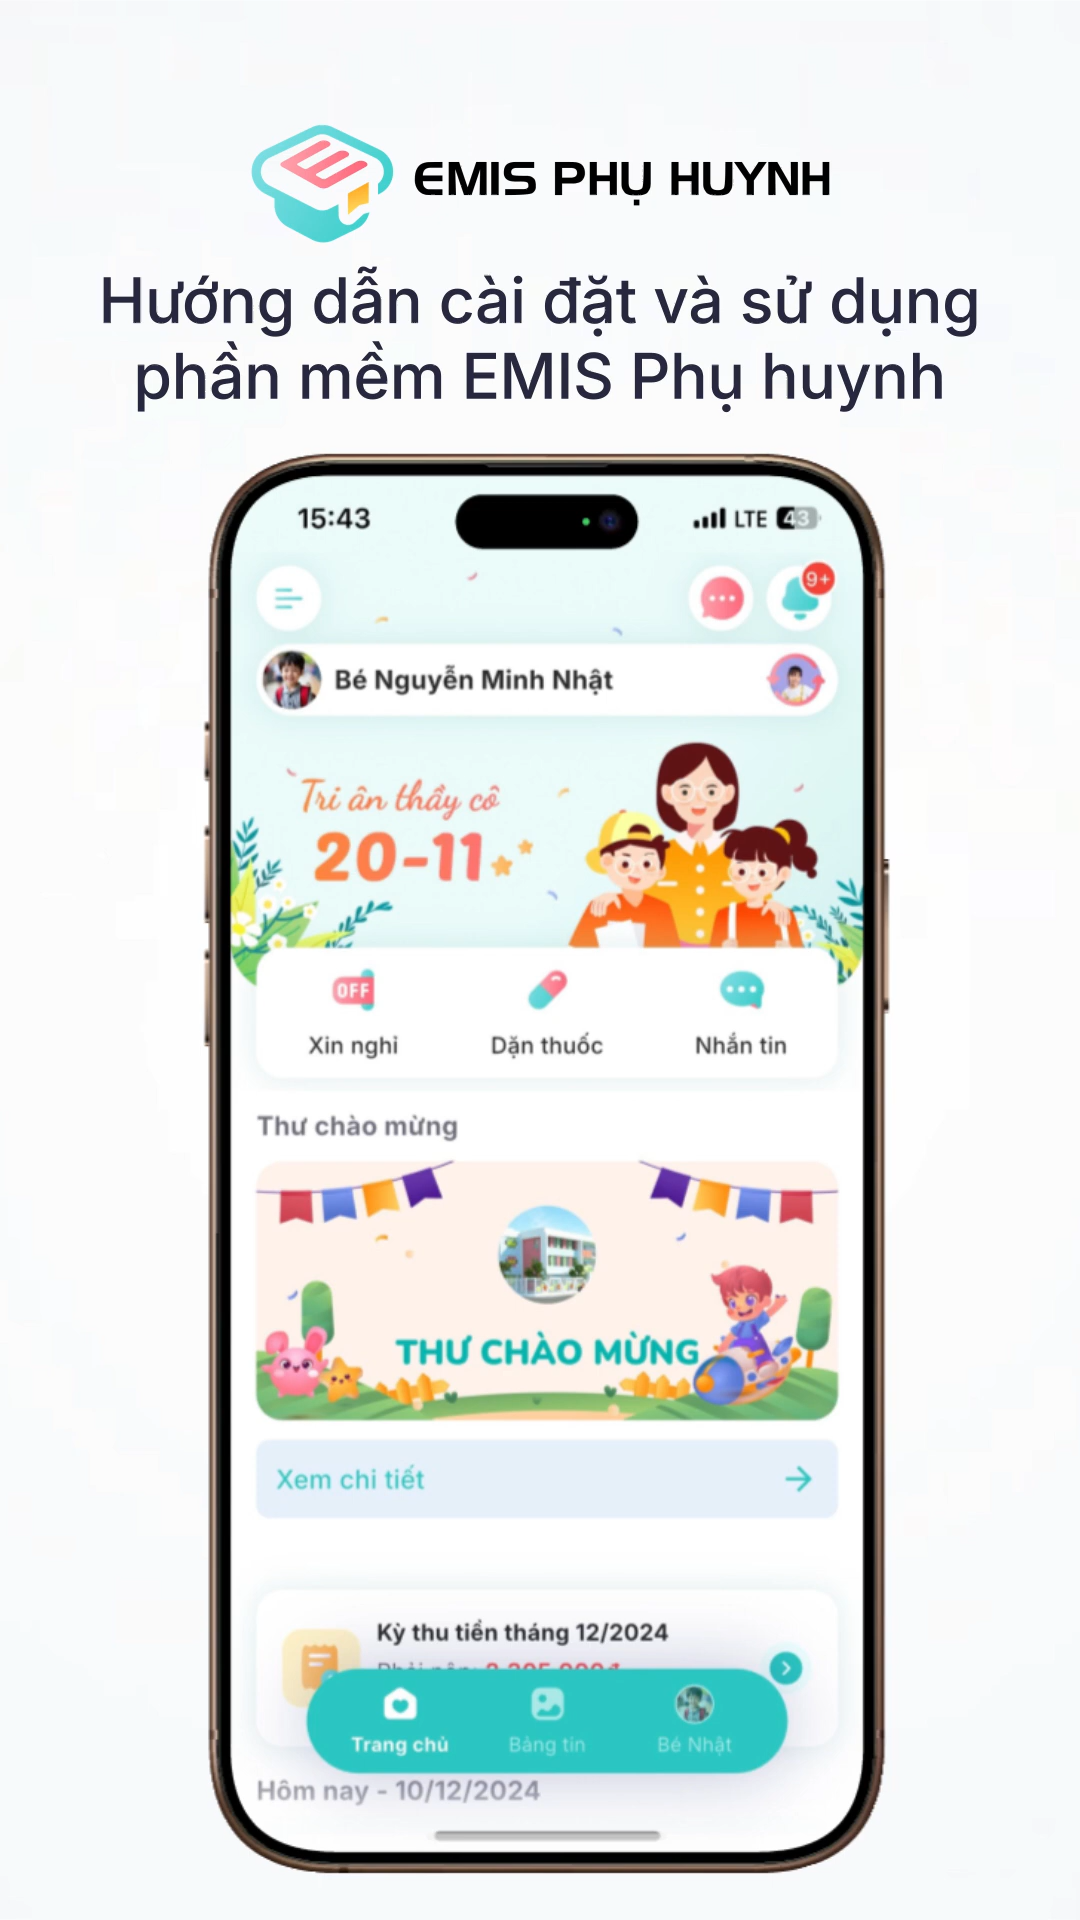 EMIS PHỤ HUYNH
Hướng dẫn cài đặt và sử dụng
phần mềm EMIS Phụ huynh
15:43
LTE 43
9+
Bé Nguyễn Minh Nhật
Tri ân thầy cô
20-11
OFF
Xin nghỉ
Dặn thuốc
Nhắn tin
Thư chào mừng
THƯ CHÀO MỪNG
Xem chi tiết
Kỳ thu tiền tháng 12/2024
Trang chủ
Bảng tin
Bé Nhật
Hôm nay - 10/12/2024